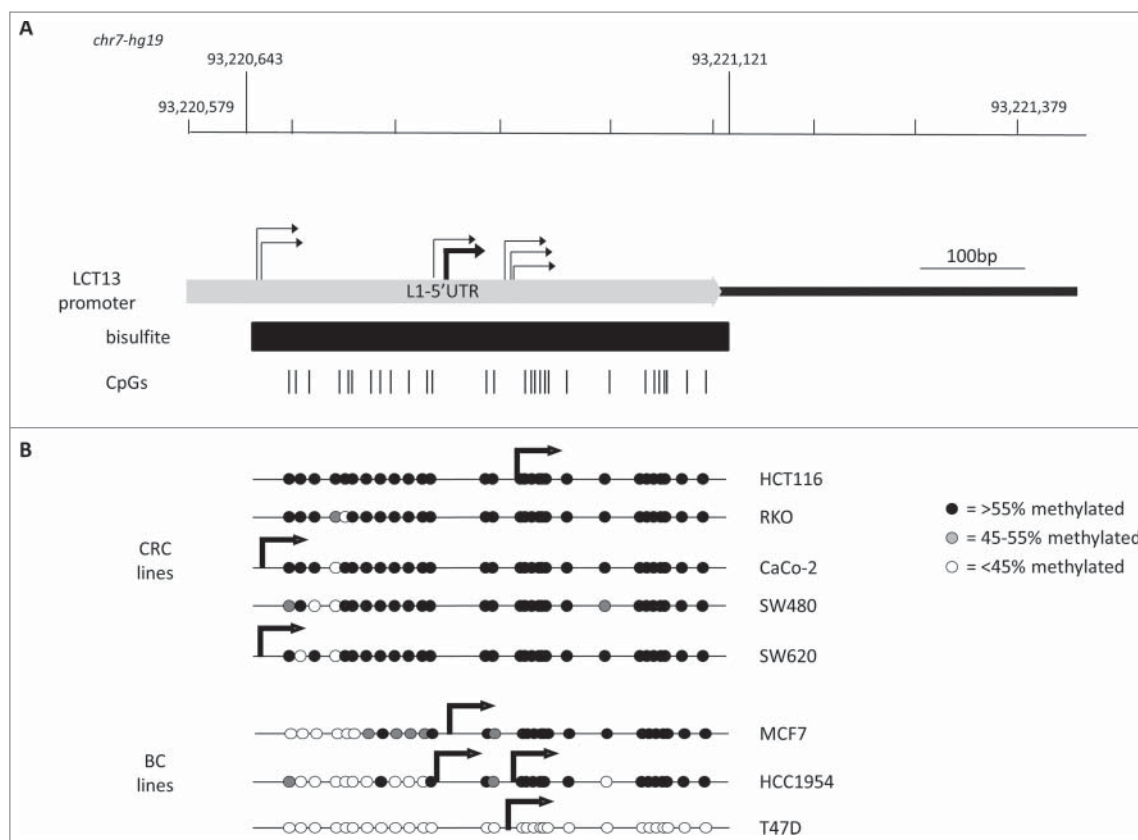 A
chr7-hg19
93,220,643
93,221,121
93,220,579
93,221,379
LCT13
promoter
L1-5'UTR
100bp
bisulfite
CpGs
B
CRC
lines
HCT116
RKO
CaCo-2
SW480
SW620
= >55% methylated
= 45-55% methylated
= <45% methylated
BC
lines
MCF7
HCC1954
T47D